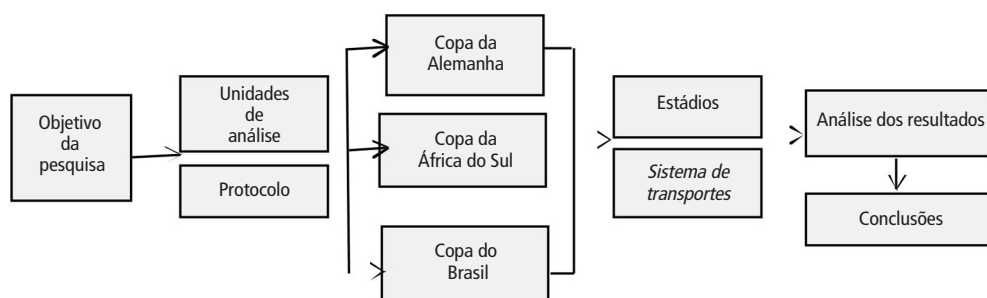 Objetivo
da
pesquisa
Unidades
de
análise
Protocolo
Copa da
Alemanha
Copa da
África do Sul
Copa do
Brasil
Estádios
Sistema de
transportes
Análise dos resultados
Conclusões